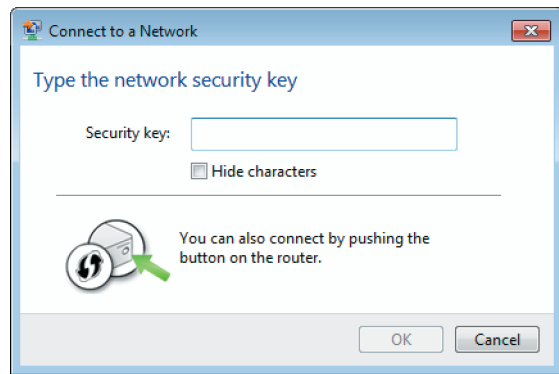 Connect to a Network
Type the network security key
Security key:
Hide characters
You can also connect by pushing the
button on the router.
OK
Cancel